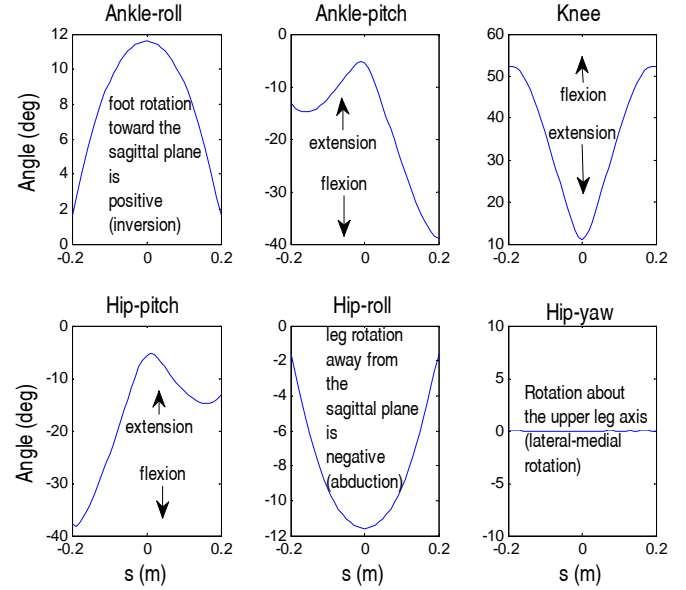 Ankle-roll
Angle (deg)
12
10
8
6
4
2
0
-0.2
0
0.2
foot rotation
toward the
sagittal plane
is
positive
(inversion)
Ankle-pitch
0
-10
-20
-30
-40
-0.2
0
0.2
extension
flexion
Knee
60
50
40
30
20
10
-0.2
0
0.2
flexion
extension
Hip-pitch
Angle (deg)
0
-10
-20
-30
-40
-0.2
0
0.2
s (m)
extension
flexion
Hip-roll
0
-2
-4
-6
-8
-10
-12
-0.2
0
0.2
s (m)
leg rotation
away from
the
sagittal plane
is
negative
(abduction)
Hip-yaw
10
5
0
-5
-10
-0.2
0
0.2
s (m)
Rotation about
the upper leg axis
(lateral-medial
rotation)